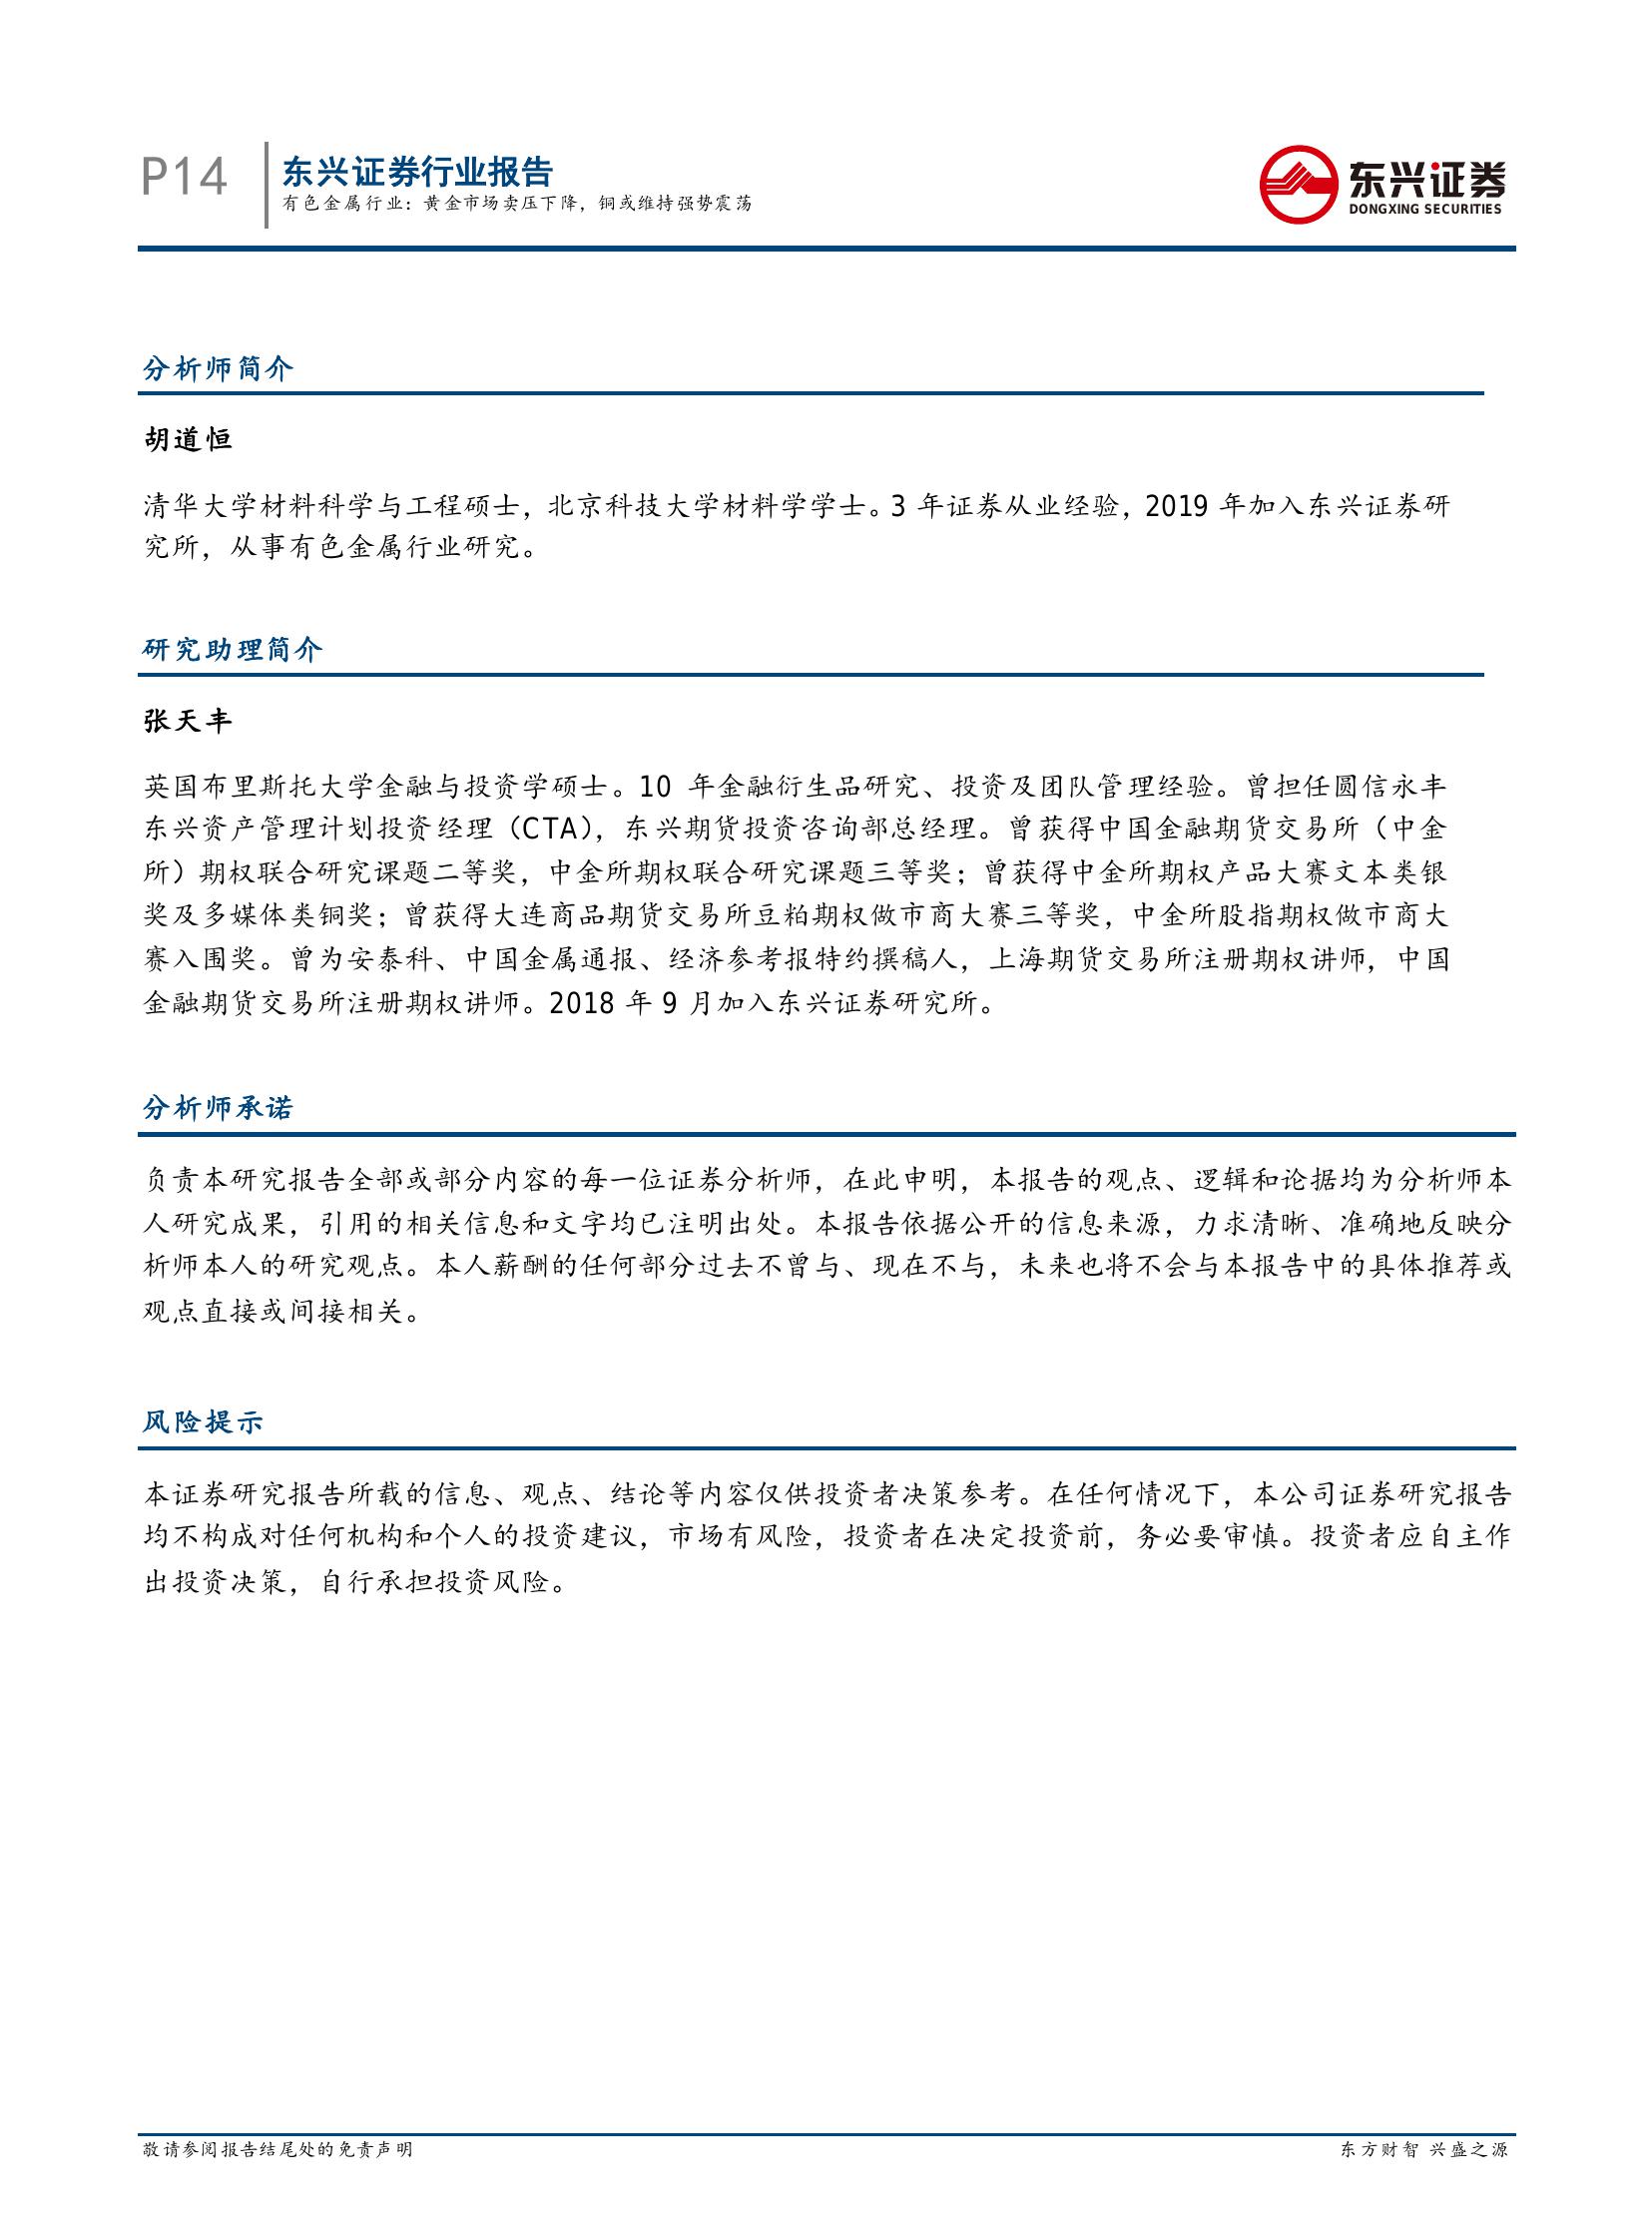 P14
东兴证券行业报告
有色金属行业：黄金市场卖压下降，铜或维持强势震荡
东兴证券
DONGXING SECURITIES
分析师简介
胡道恒
清华大学材料科学与工程硕士，北京科技大学材料学学士。3 年证券从业经验，2019 年加入东兴证券研
究所，从事有色金属行业研究。
研究助理简介
张天丰
英国布里斯托大学金融与投资学硕士。10 年金融衍生品研究、投资及团队管理经验。曾担任圆信永丰
东兴资产管理计划投资经理（CTA），东兴期货投资咨询部总经理。曾获得中国金融期货交易所（中金
所）期权联合研究课题二等奖，中金所期权联合研究课题三等奖；曾获得中金所期权产品大赛文本类银
奖及多媒体类铜奖；曾获得大连商品期货交易所豆粕期权做市商大赛三等奖，中金所股指期权做市商大
赛入围奖。曾为安泰科、中国金属通报、经济参考报特约撰稿人，上海期货交易所注册期权讲师，中国
金融期货交易所注册期权讲师。2018 年 9 月加入东兴证券研究所。
分析师承诺
负责本研究报告全部或部分内容的每一位证券分析师，在此申明，本报告的观点、逻辑和论据均为分析师本
人研究成果，引用的相关信息和文字均已注明出处。本报告依据公开的信息来源，力求清晰、准确地反映分
析师本人的研究观点。本人薪酬的任何部分过去不曾与、现在不与，未来也将不会与本报告中的具体推荐或
观点直接或间接相关。
风险提示
本证券研究报告所载的信息、观点、结论等内容仅供投资者决策参考。在任何情况下，本公司证券研究报告
均不构成对任何机构和个人的投资建议，市场有风险，投资者在决定投资前，务必要审慎。投资者应自主作
出投资决策，自行承担投资风险。
敬请参阅报告结尾处的免责声明
东方财智 兴盛之源